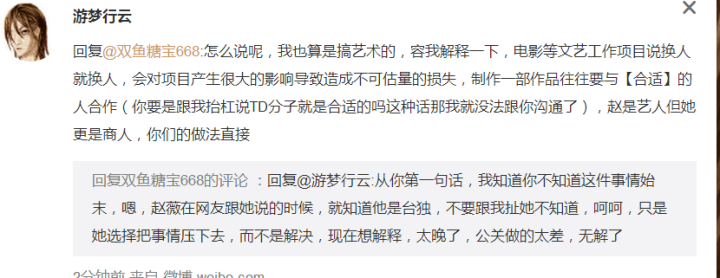 游梦行云
回复@双鱼糖宝668:怎么说呢，我也算是搞艺术的，容我解释一下，电影等文艺工作项目说换人
就换人，会对项目产生很大的影响导致造成不可估量的损失，制作一部作品往往要与【合适】的
人合作（你要是跟我抬杠说TD分子就是合适的吗这种话那我就没法跟你沟通了），赵是艺人但她
更是商人，你们的做法直接
回复双鱼糖宝668的评论 ：回复@游梦行云:从你第一句话，我知道你不知道这件事情始
末，嗯，赵薇在网友跟她说的时候，就知道他是台独，不要跟我扯她不知道，呵呵，只是
她选择把事情压下去，而不是解决，现在想解释，太晚了，公关做的太差，无解了
2分钟前 来自 微博 weibo.com